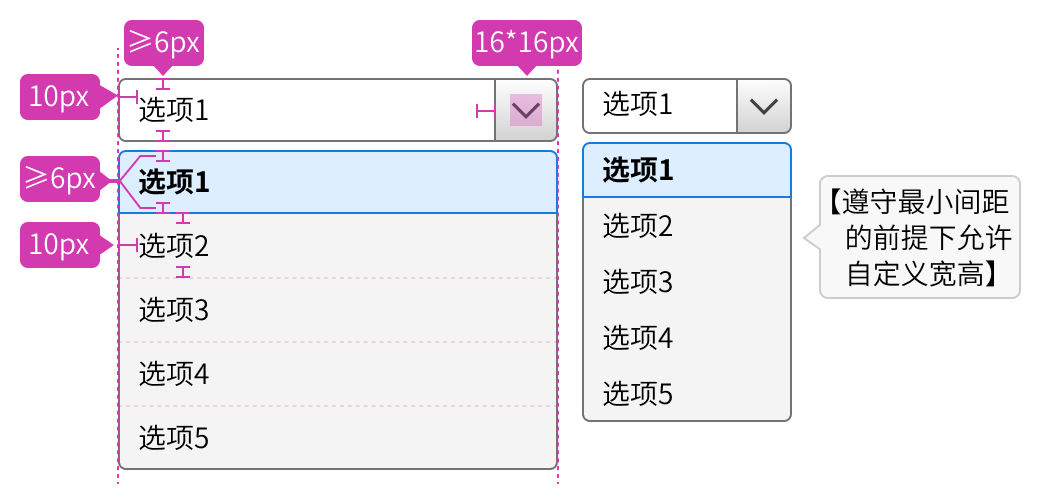 ≥6px
16*16px
10px
选项1
≥6px
选项1
10px
选项2
选项3
选项4
选项5
选项1
选项1
选项2
选项3
选项4
选项5
【遵守最小间距
的前提下允许
自定义宽高】